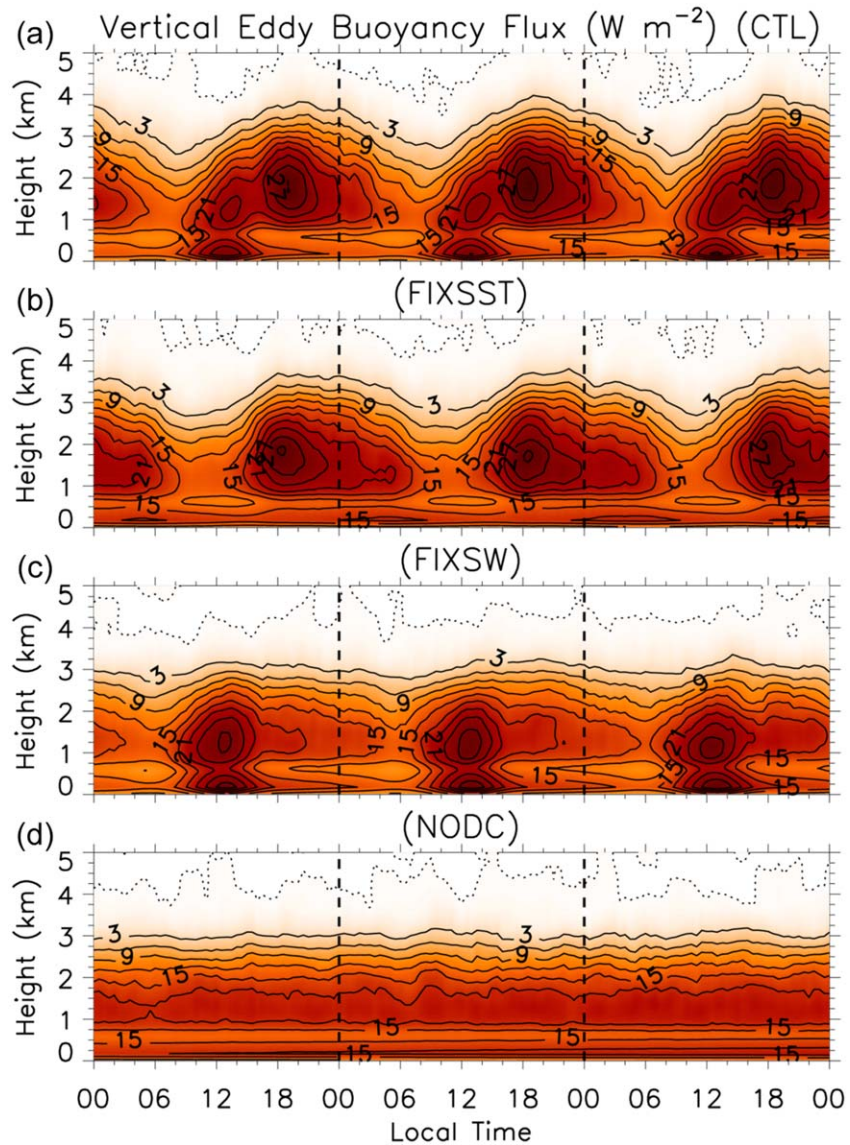 (a) Vertical Eddy Buoyancy Flux (W m⁻²) (CTL)
5
4
3
2
1
0
Height (km)
3 9 15 21 27 15 15 3 9 15 21 27 15 3 9 15 27 21 15 15
(b) (FIXSST)
5
4
3
2
1
0
Height (km)
9 15 21 3 15 21 27 15 15 9 3 15 21 27 15 9 15 3 27 21 15 15
(c) (FIXSW)
5
4
3
2
1
0
Height (km)
3 9 15 21 15 9 15 15 21 3 15 9 21 15 15
(d) (NODC)
5
4
3
2
1
0
Height (km)
3 9 15 15 15 15 3 9 15 15 15
00 06 12 18 00 06 12 18 00 06 12 18 00
Local Time